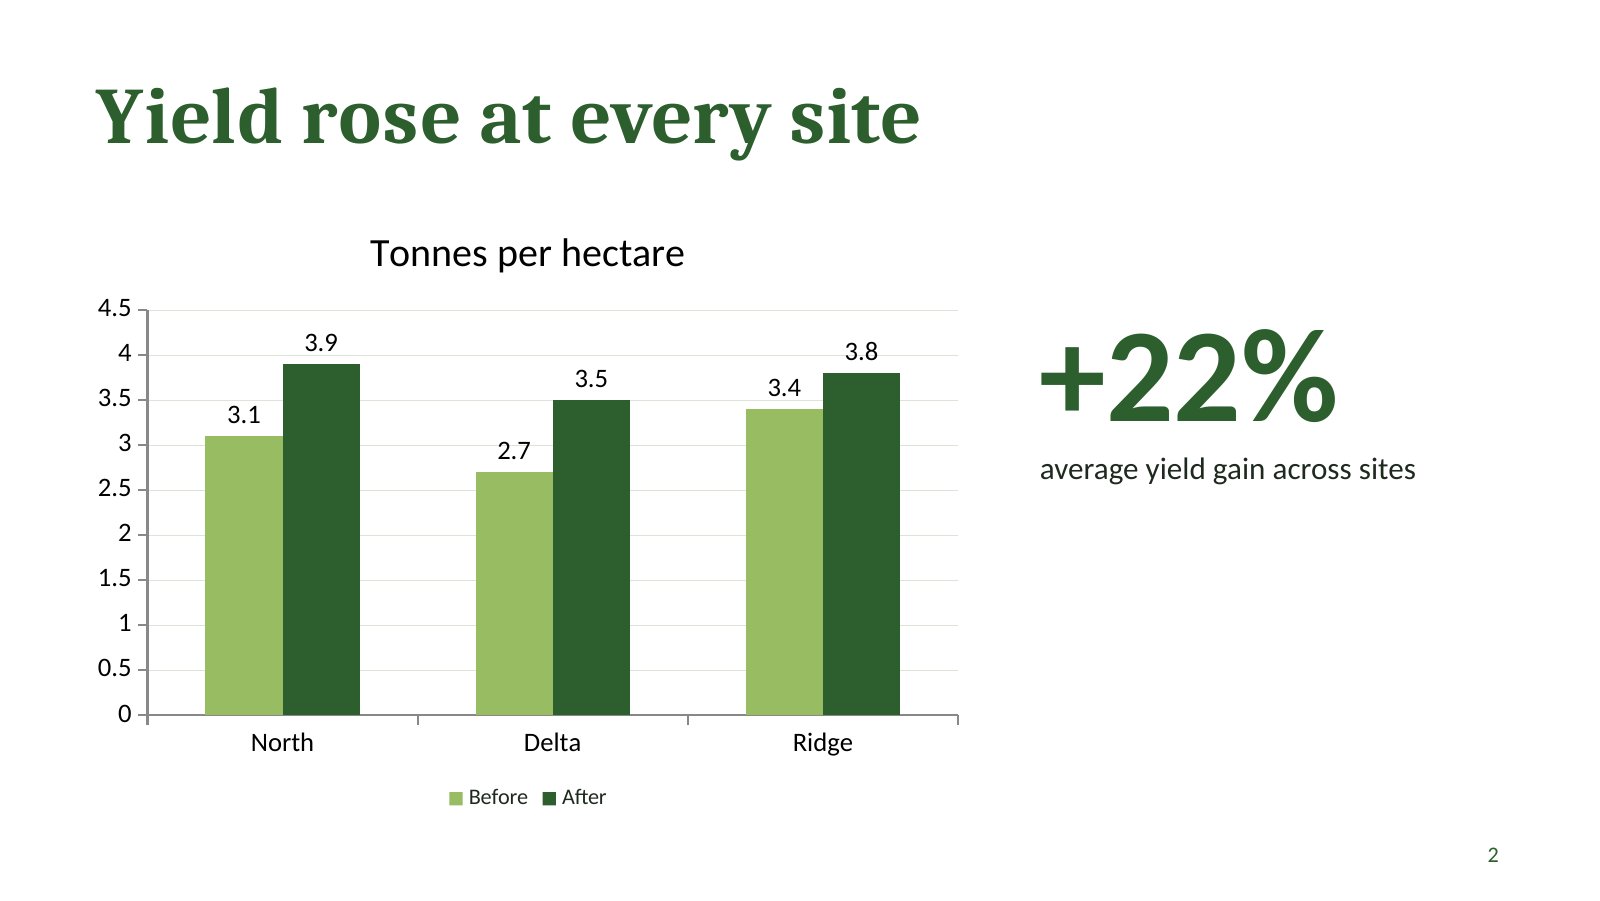 Yield rose at every site
Tonnes per hectare
4.5
4
3.5
3
2.5
2
1.5
1
0.5
0
3.1
3.9
2.7
3.5
3.4
3.8
North
Delta
Ridge
Before
After
+22%
average yield gain across sites
2